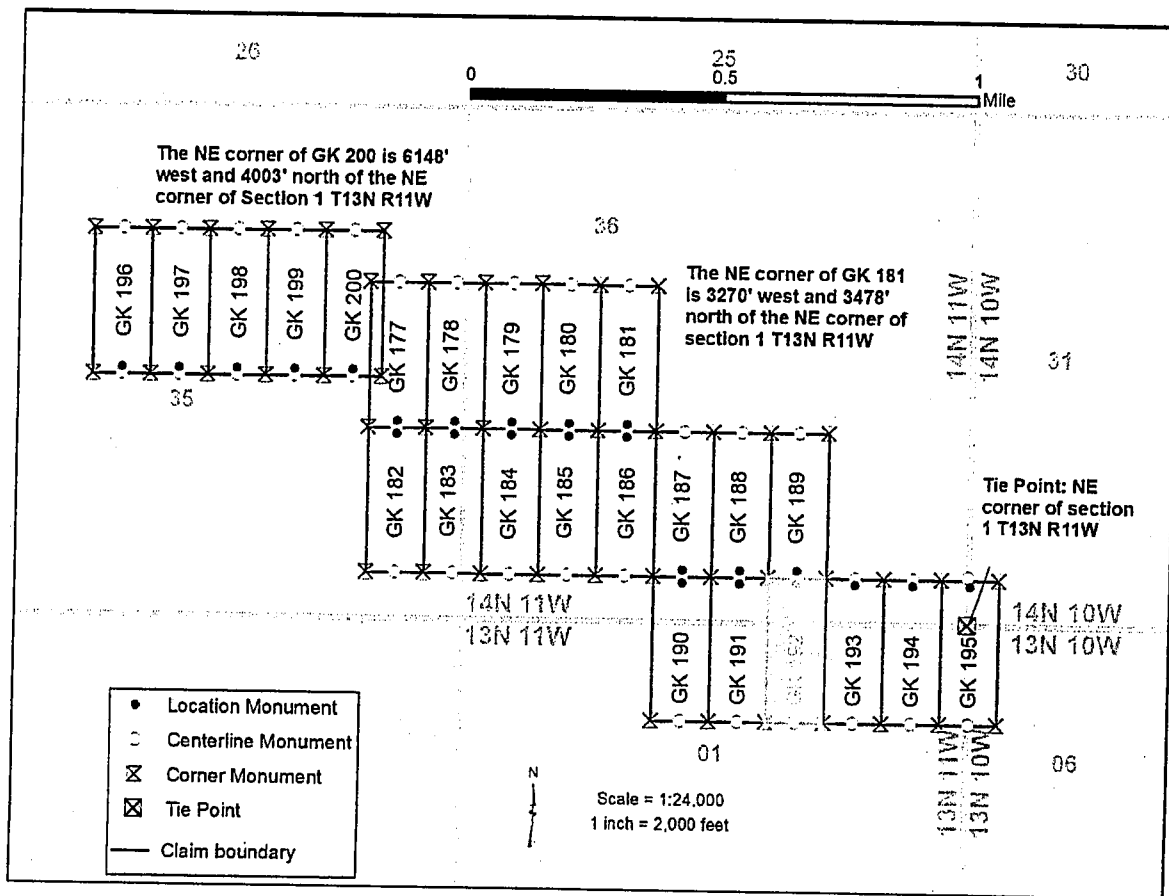 26
25
30
0
0.5
1
Mile
The NE corner of GK 200 is 6148'
west and 4003' north of the NE
corner of Section 1 T13N R11W
36
The NE corner of GK 181
is 3270' west and 3478'
north of the NE corner of
section 1 T13N R11W
14N 11W
14N 10W
31
GK 196
GK 197
GK 198
GK 199
GK 200
GK 177
GK 178
GK 179
GK 180
GK 181
35
GK 182
GK 183
GK 184
GK 185
GK 186
GK 187
GK 188
GK 189
Tie Point: NE
corner of section
1 T13N R11W
14N 11W
13N 11W
14N 10W
13N 10W
GK 190
GK 191
GK 192
GK 193
GK 194
GK 195
01
13N 11W
13N 10W
06
Location Monument
Centerline Monument
Corner Monument
Tie Point
Claim boundary
N
Scale = 1:24,000
1 inch = 2,000 feet